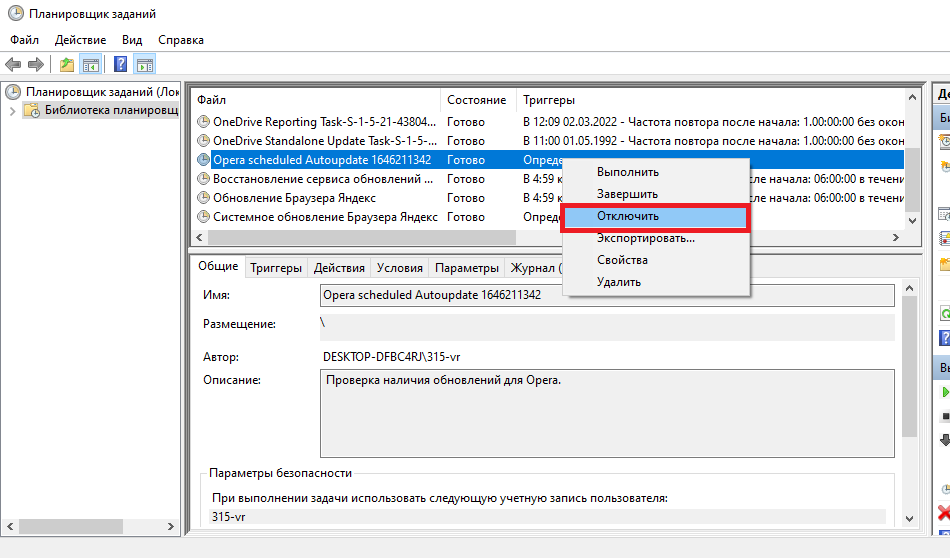 Планировщик заданий
Файл Действие Вид Справка
Планировщик заданий (Лок
Библиотека планировщ
Файл Состояние Триггеры
OneDrive Reporting Task-S-1-5-21-43804... Готово В 12:09 02.03.2022 - Частота повтора после начала: 1.00:00:00 без окон
OneDrive Standalone Update Task-S-1-5-... Готово В 11:00 01.05.1992 - Частота повтора после начала: 1.00:00:00 без окон
Opera scheduled Autoupdate 1646211342 Готово Опреде
Восстановление сервиса обновлений ... Готово В 4:59 к после начала: 06:00:00 в течени
Обновление Браузера Яндекс Готово В 4:59 к после начала: 06:00:00 в течени
Системное обновление Браузера Яндекс Готово Опреде
Выполнить
Завершить
Отключить
Экспортировать...
Свойства
Удалить
Общие Триггеры Действия Условия Параметры Журнал (
Имя: Opera scheduled Autoupdate 1646211342
Размещение: \
Автор: DESKTOP-DFBC4RJ\315-vr
Описание: Проверка наличия обновлений для Opera.
Параметры безопасности
При выполнении задачи использовать следующую учетную запись пользователя:
315-vr
Де